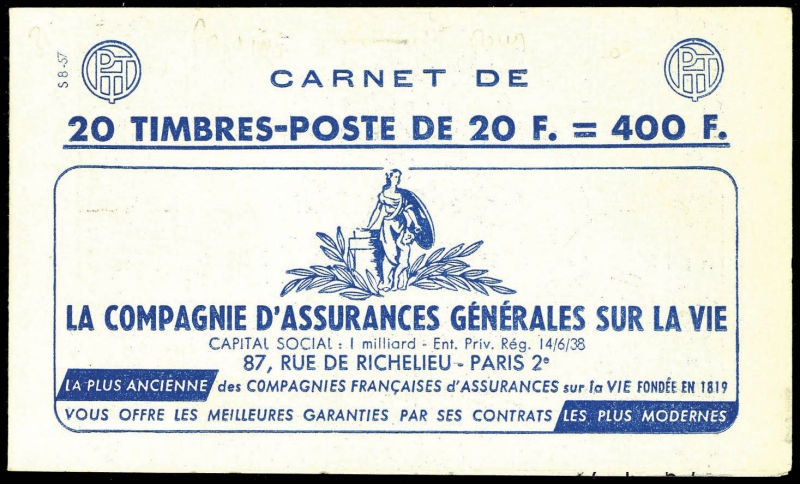 S 8-57
PTT
CARNET DE
PTT
20 TIMBRES-POSTE DE 20 F. = 400 F.
LA COMPAGNIE D'ASSURANCES GÉNÉRALES SUR LA VIE
CAPITAL SOCIAL : 1 milliard - Ent. Priv. Rég. 14/6/38
87, RUE DE RICHELIEU - PARIS 2e
LA PLUS ANCIENNE des COMPAGNIES FRANÇAISES d'ASSURANCES sur la VIE FONDÉE EN 1819
VOUS OFFRE LES MEILLEURES GARANTIES PAR SES CONTRATS LES PLUS MODERNES